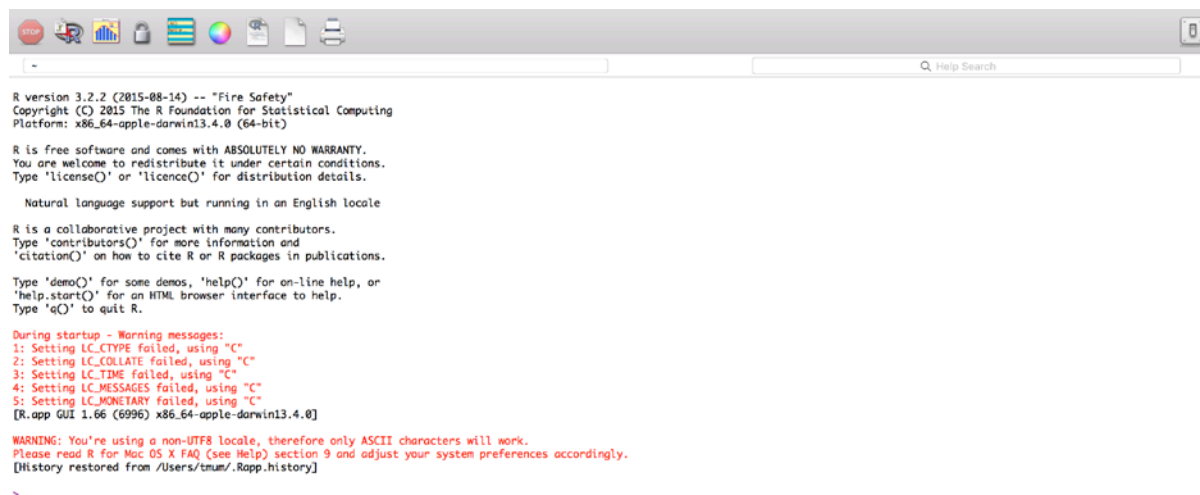 STOP
R
~
Help Search
R version 3.2.2 (2015-08-14) -- "Fire Safety"
Copyright (C) 2015 The R Foundation for Statistical Computing
Platform: x86_64-apple-darwin13.4.0 (64-bit)
R is free software and comes with ABSOLUTELY NO WARRANTY.
You are welcome to redistribute it under certain conditions.
Type 'license()' or 'licence()' for distribution details.
Natural language support but running in an English locale
R is a collaborative project with many contributors.
Type 'contributors()' for more information and
'citation()' on how to cite R or R packages in publications.
Type 'demo()' for some demos, 'help()' for on-line help, or
'help.start()' for an HTML browser interface to help.
Type 'q()' to quit R.
During startup - Warning messages:
1: Setting LC_CTYPE failed, using "C"
2: Setting LC_COLLATE failed, using "C"
3: Setting LC_TIME failed, using "C"
4: Setting LC_MESSAGES failed, using "C"
5: Setting LC_MONETARY failed, using "C"
[R.app GUI 1.66 (6996) x86_64-apple-darwin13.4.0]
WARNING: You're using a non-UTF8 locale, therefore only ASCII characters will work.
Please read R for Mac OS X FAQ (see Help) section 9 and adjust your system preferences accordingly.
[History restored from /Users/tmum/.Rapp.history]
>